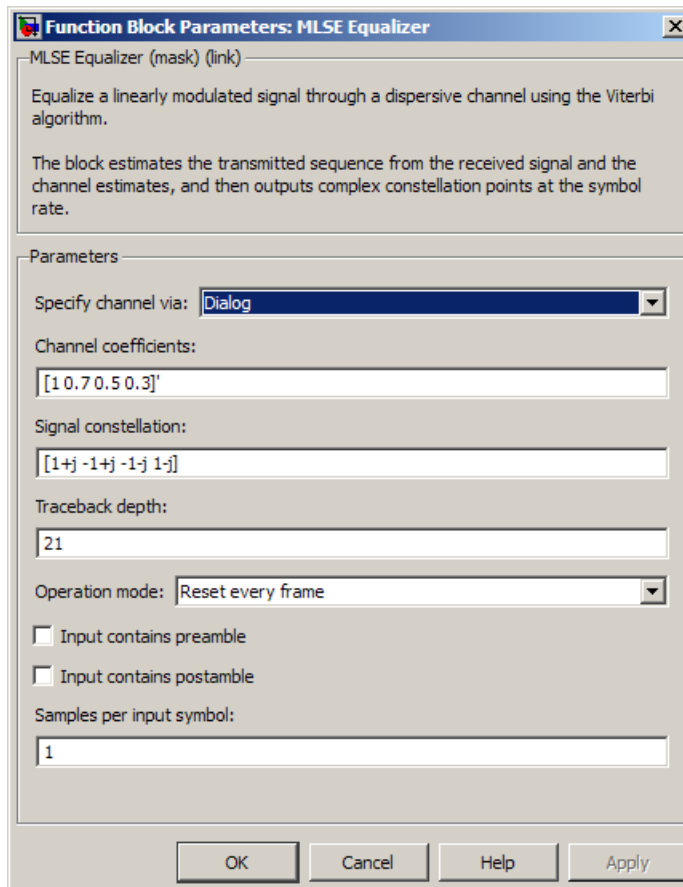 Function Block Parameters: MLSE Equalizer
MLSE Equalizer (mask) (link)
Equalize a linearly modulated signal through a dispersive channel using the Viterbi
algorithm.
The block estimates the transmitted sequence from the received signal and the
channel estimates, and then outputs complex constellation points at the symbol
rate.
Parameters
Specify channel via: Dialog
Channel coefficients:
[1 0.7 0.5 0.3]'
Signal constellation:
[1+j -1+j -1-j 1-j]
Traceback depth:
21
Operation mode: Reset every frame
Input contains preamble
Input contains postamble
Samples per input symbol:
1
OK Cancel Help Apply